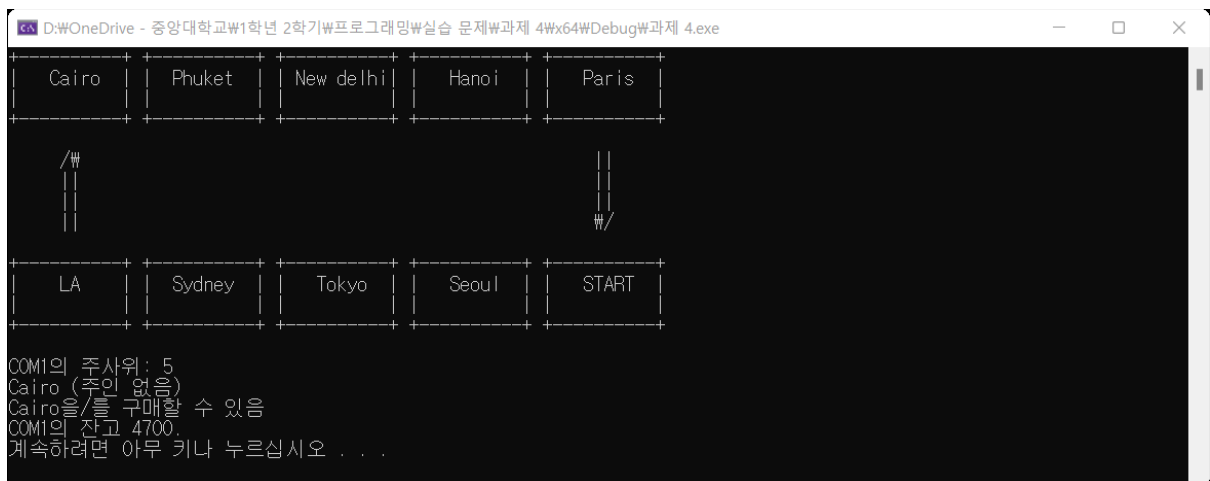 D:₩OneDrive - 중앙대학교₩1학년 2학기₩프로그래밍₩실습 문제₩과제 4₩x64₩Debug₩과제 4.exe
Cairo Phuket New delhi Hanoi Paris
LA Sydney Tokyo Seoul START
COM1의 주사위: 5
Cairo (주인 없음)
Cairo을/를 구매할 수 있음
COM1의 잔고 4700.
계속하려면 아무 키나 누르십시오 . . .